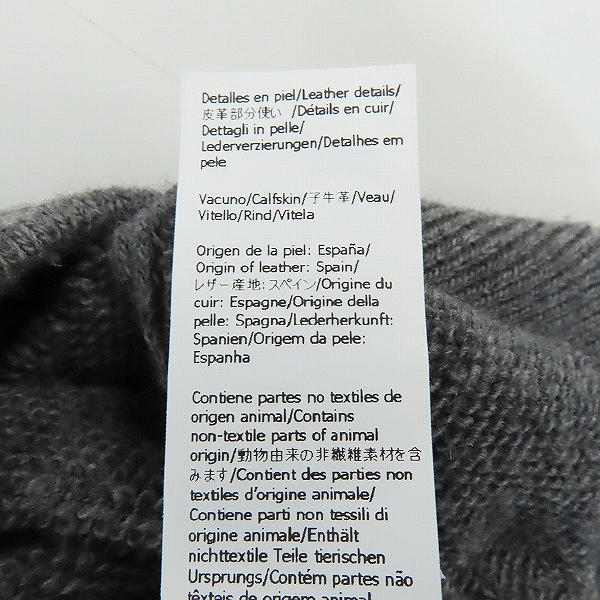 Detalles en piel/Leather details/
皮革部分使い /Détails en cuir/
Dettagli in pelle/
Lederverzierungen/Detalhes em
pele
Vacuno/Calfskin/子牛革/Veau/
Vitello/Rind/Vitela
Origen de la piel: España/
Origin of leather: Spain/
レザー産地: スペイン/Origine du
cuir: Espagne/Origine della
pelle: Spagna/Lederherkunft:
Spanien/Origem da pele:
Espanha
Contiene partes no textiles de
origen animal/Contains
non-textile parts of animal
origin/動物由来の非繊維素材を含
みます/Contient des parties non
textiles d'origine animale/
Contiene parti non tessili di
origine animale/Enthält
nichttextile Teile tierischen
Ursprungs/Contém partes não
têxteis de origem animal